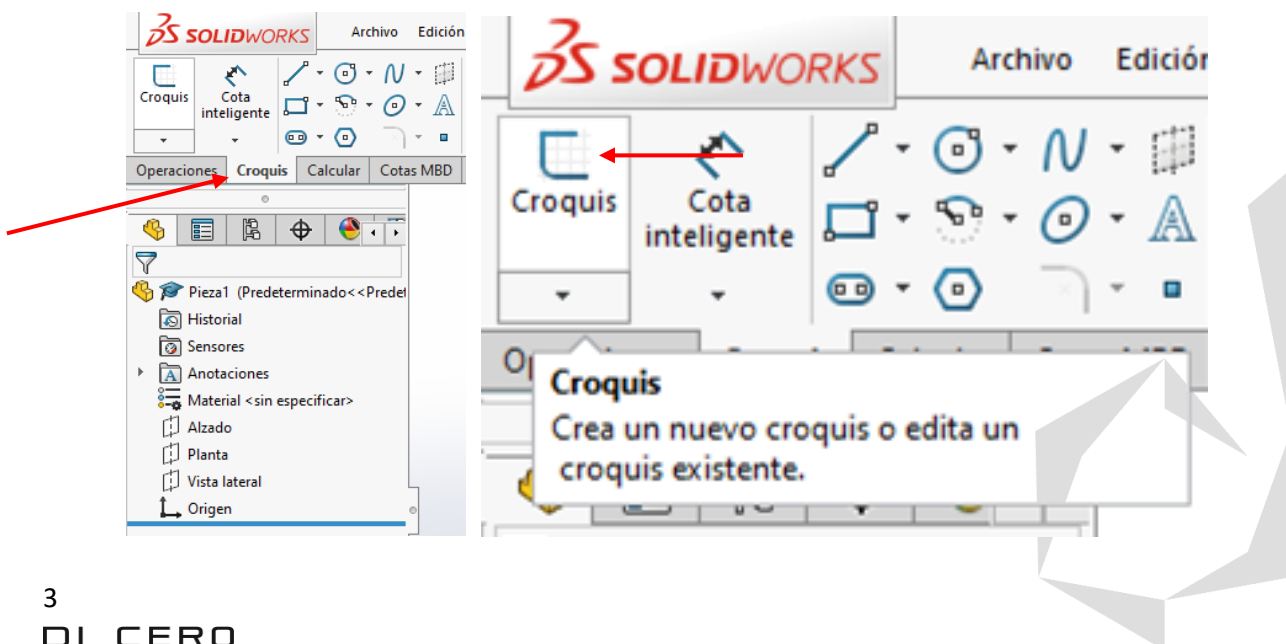 SOLIDWORKS Archivo Edición
Croquis
Cota
inteligente
Operaciones Croquis Calcular Cotas MBD
Pieza1 (Predeterminado<<Predet
Historial
Sensores
Anotaciones
Material <sin especificar>
Alzado
Planta
Vista lateral
Origen
SOLIDWORKS Archivo Edición
Croquis
Cota
inteligente
Croquis
Crea un nuevo croquis o edita un
croquis existente.
3
DI CERO